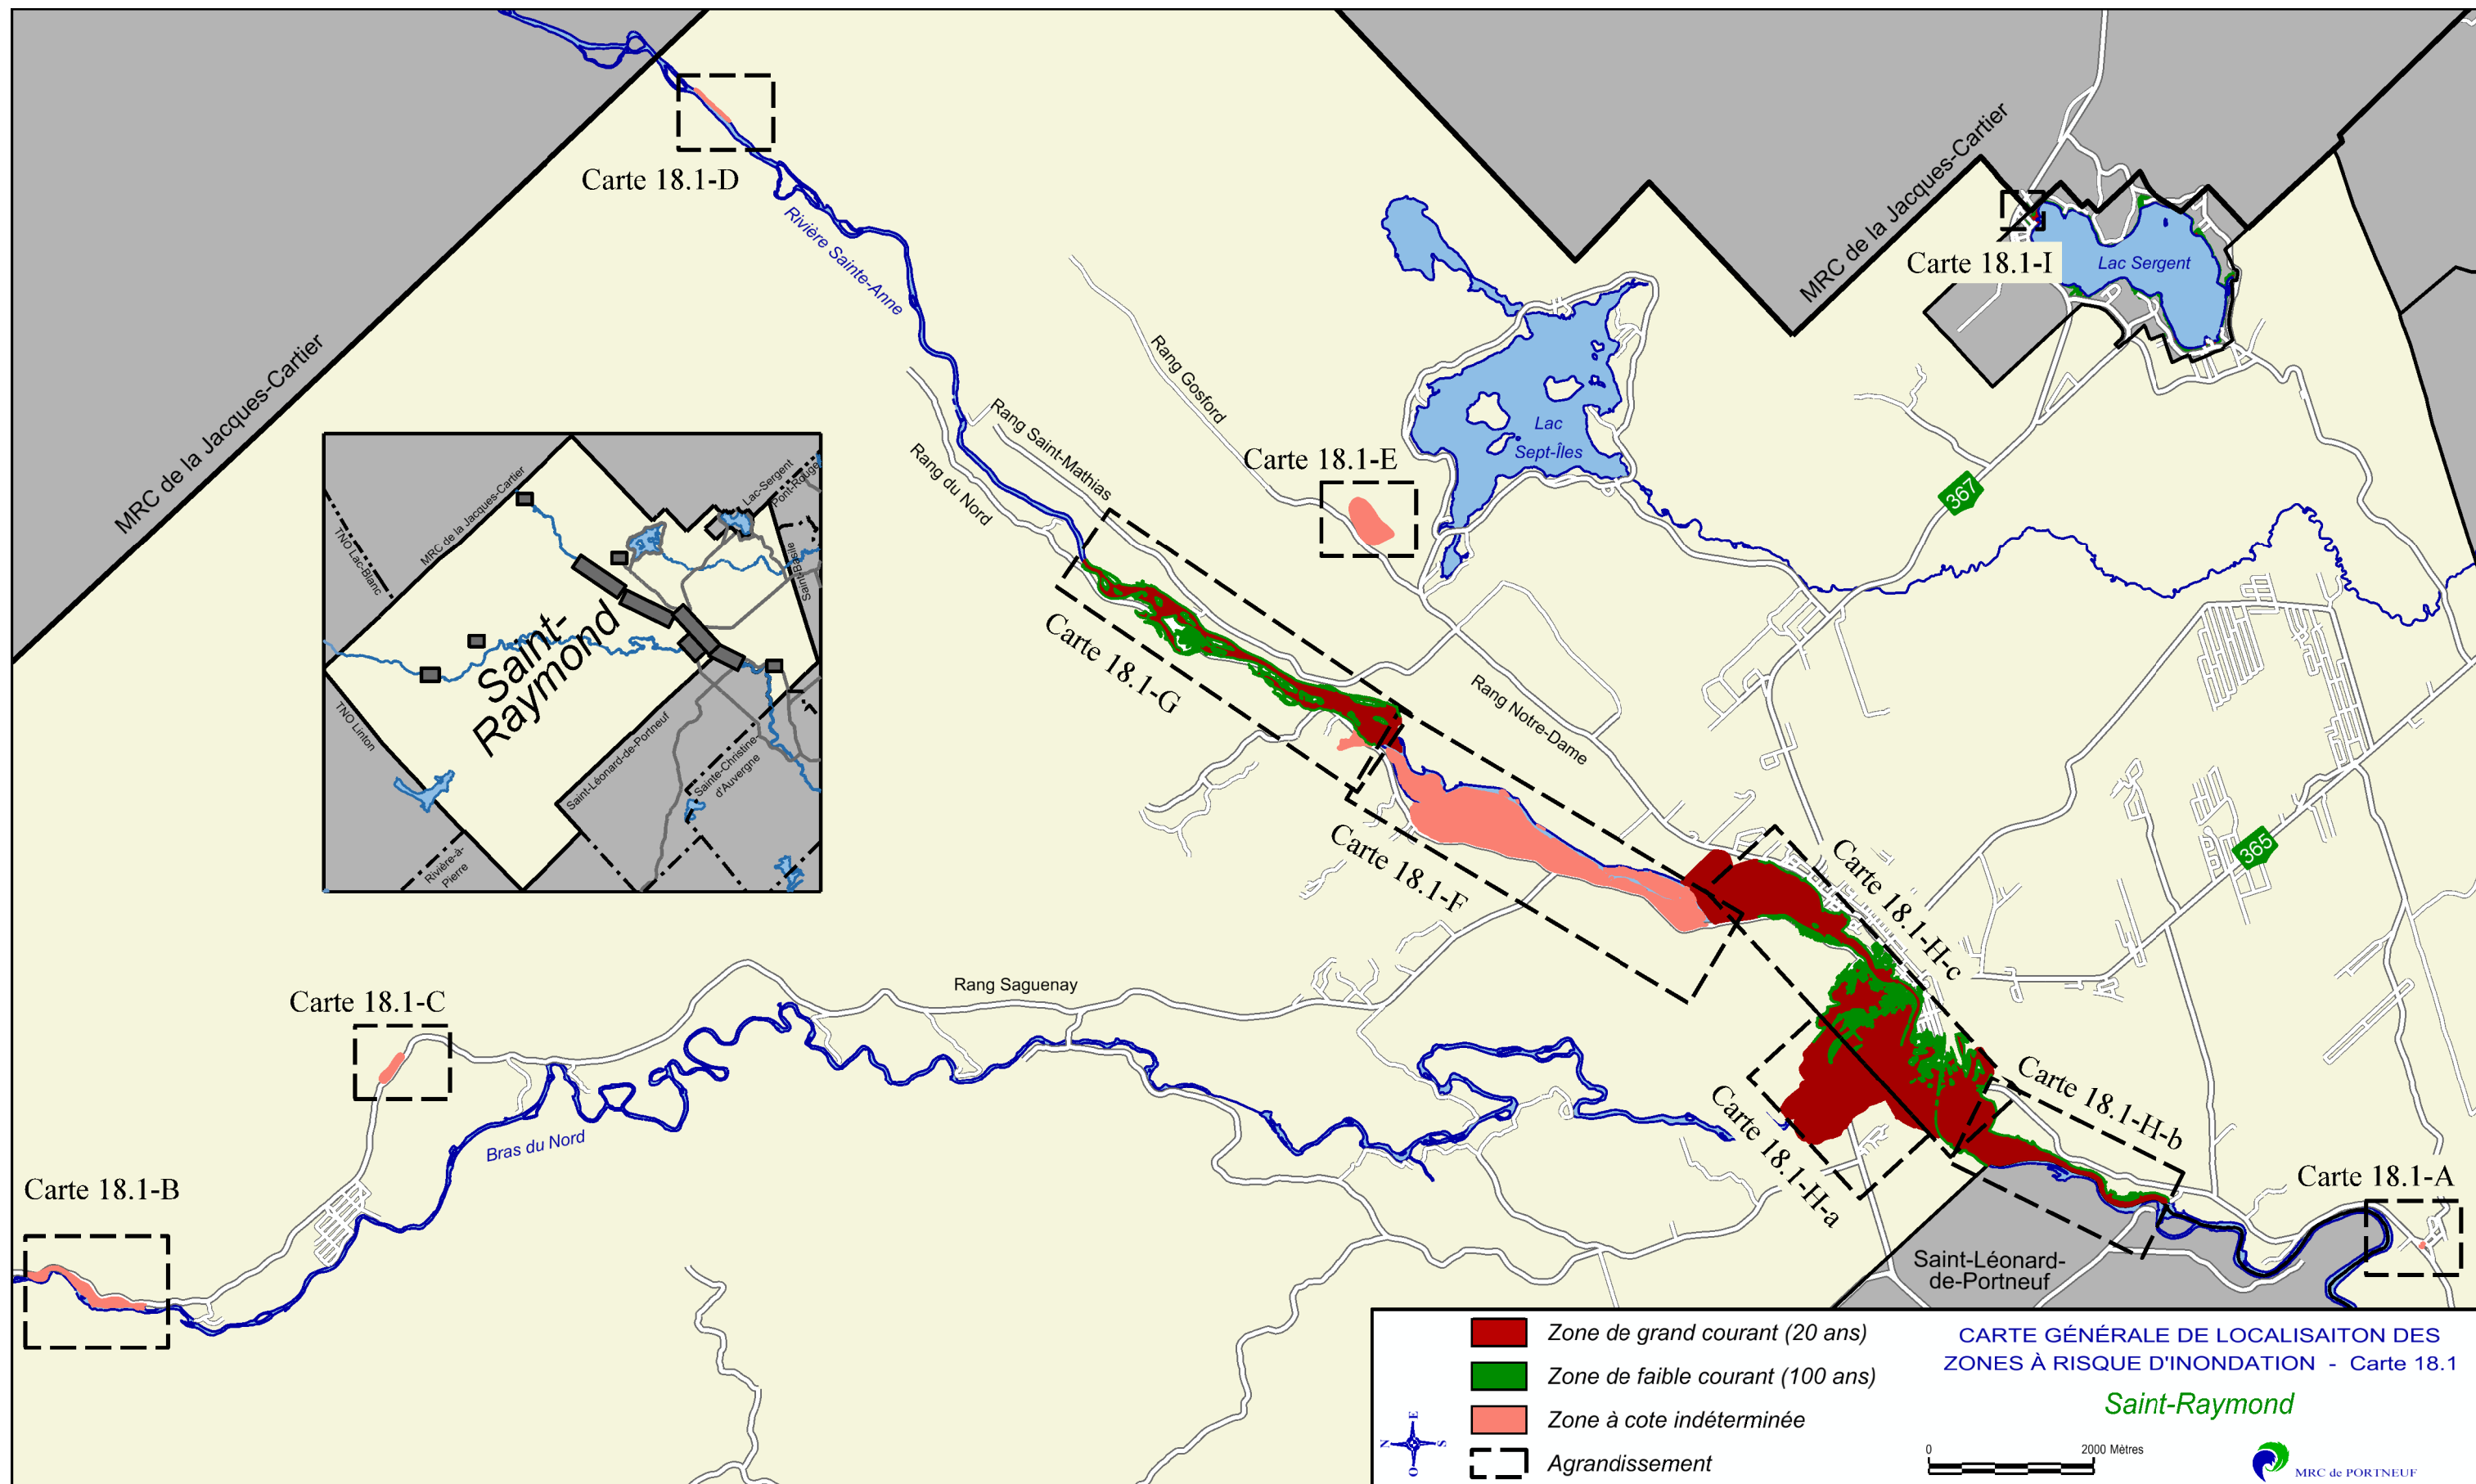 Carte 18.1-D
Rivière Sainte-Anne
MRC de la Jacques-Cartier
MRC de la Jacques-Cartier
Carte 18.1-I
Lac Sergent
Rang Gosford
Rang Saint-Mathias
Rang du Nord
Carte 18.1-E
Lac
Sept-Îles
367
MRC de la Jacques-Cartier
Lac-Sergent
Pont-Rouge
Saint-Basile
TNO Lac-Blanc
Saint-
Raymond
TNO Linton
Saint-Léonard-de-Portneuf
Sainte-Christine-
d'Auvergne
Rivière-à-
Pierre
Carte 18.1-G
Rang Notre-Dame
Carte 18.1-F
Carte 18.1-H-c
365
Rang Saguenay
Carte 18.1-C
Bras du Nord
Carte 18.1-B
Carte 18.1-H-a
Carte 18.1-H-b
Carte 18.1-A
Saint-Léonard-
de-Portneuf
Zone de grand courant (20 ans)
Zone de faible courant (100 ans)
Zone à cote indéterminée
Agrandissement
N
E
S
O
CARTE GÉNÉRALE DE LOCALISAITON DES
ZONES À RISQUE D'INONDATION - Carte 18.1
Saint-Raymond
0
2000 Mètres
MRC de PORTNEUF